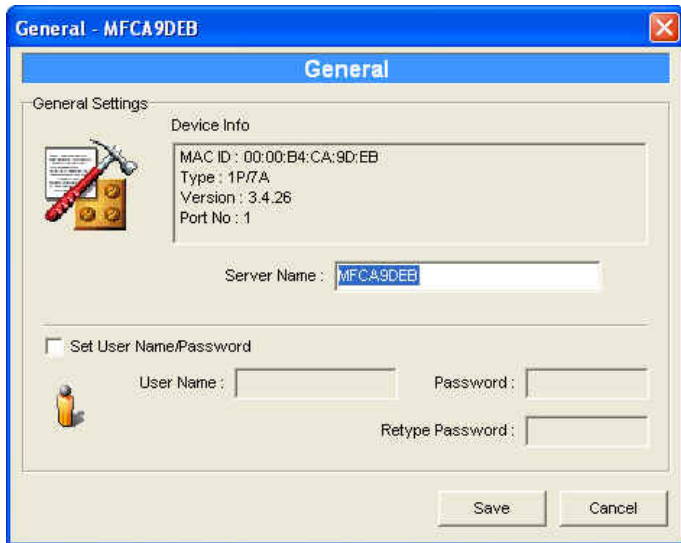 General - MFCA9DEB
General
General Settings
Device Info
MAC ID : 00:00:B4:CA:9D:EB
Type : 1P/7A
Version : 3.4.26
Port No : 1
Server Name : MFCA9DEB
Set User Name/Password
User Name : Password :
Retype Password :
Save Cancel